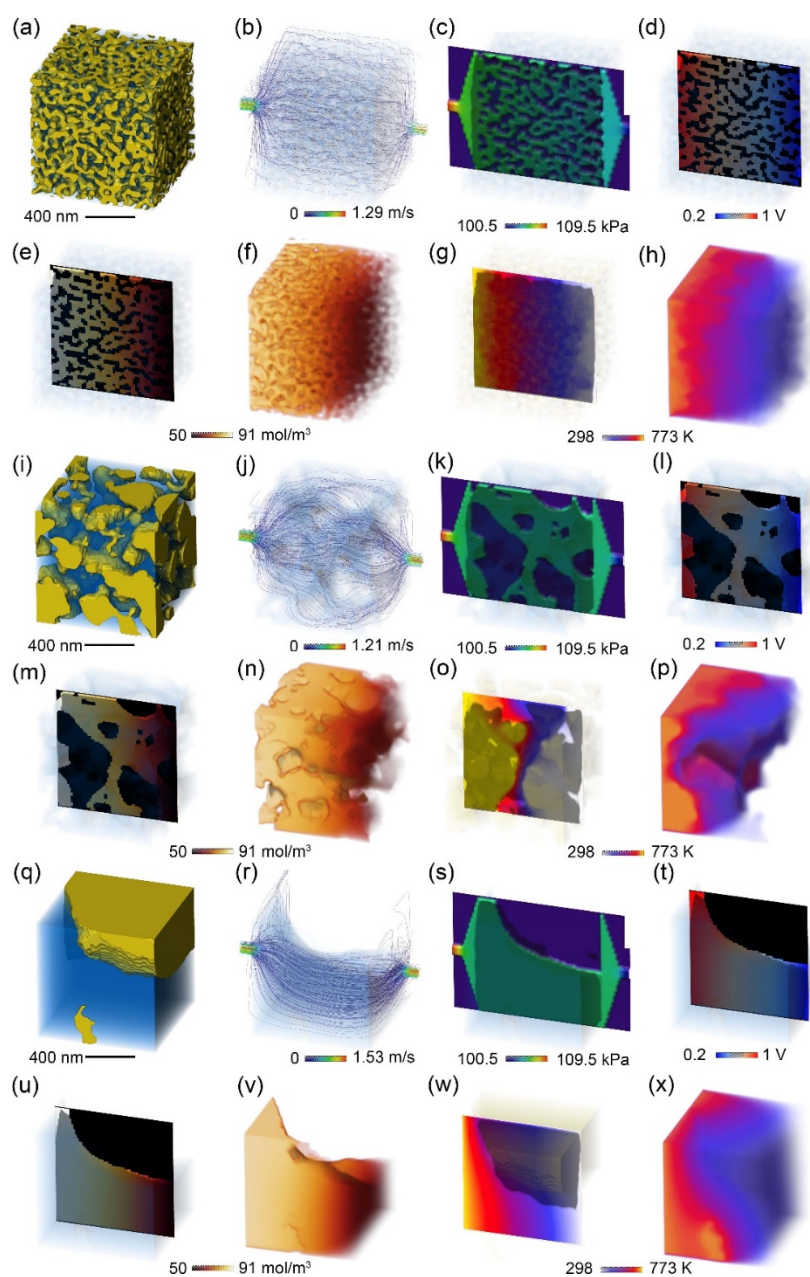 (a) (b) (c) (d)
400 nm 0 1.29 m/s 100.5 109.5 kPa 0.2 1 V
(e) (f) (g) (h)
50 91 mol/m³ 298 773 K
(i) (j) (k) (l)
400 nm 0 1.21 m/s 100.5 109.5 kPa 0.2 1 V
(m) (n) (o) (p)
50 91 mol/m³ 298 773 K
(q) (r) (s) (t)
400 nm 0 1.53 m/s 100.5 109.5 kPa 0.2 1 V
(u) (v) (w) (x)
50 91 mol/m³ 298 773 K